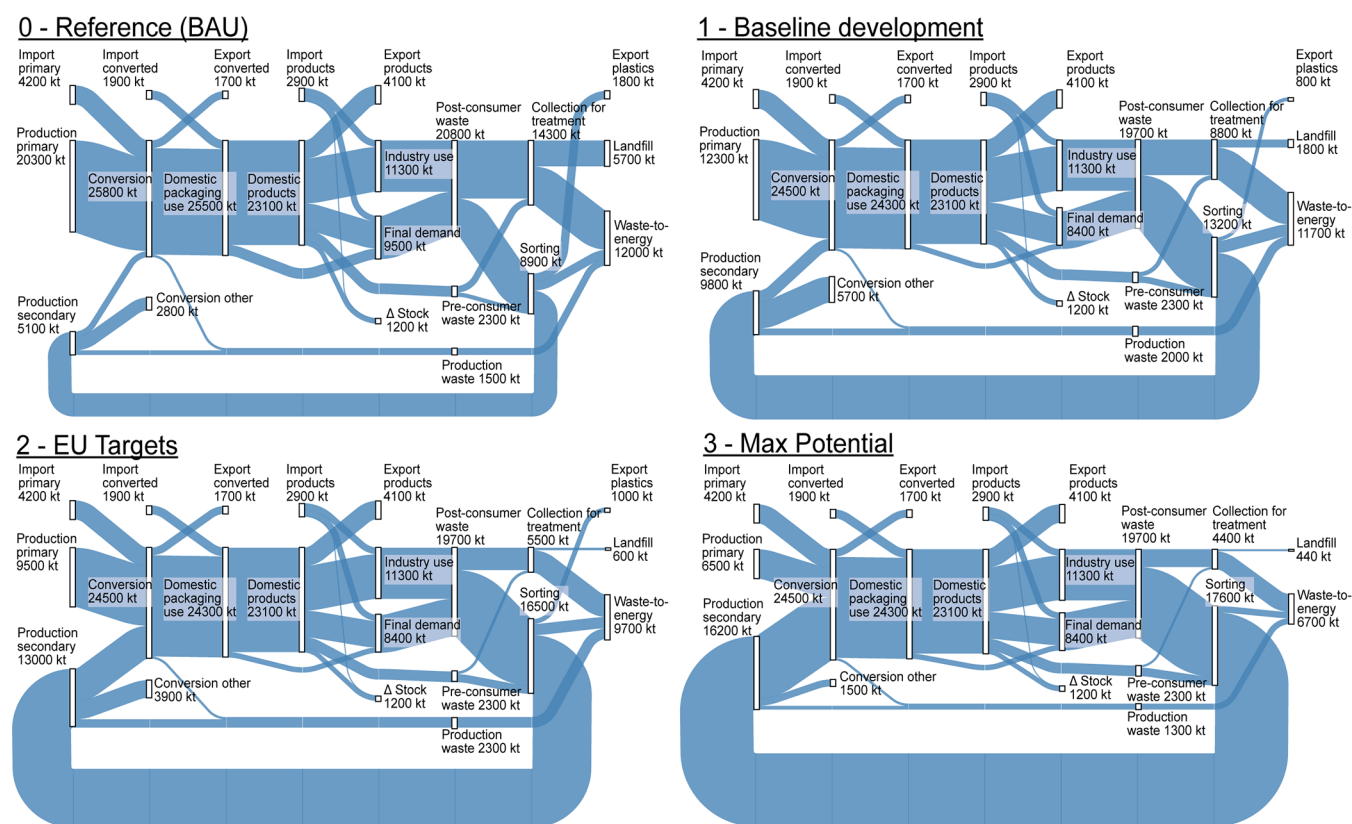 0 - Reference (BAU)
Import
primary
4200 kt
Import
converted
1900 kt
Export
converted
1700 kt
Import
products
2900 kt
Export
products
4100 kt
Export
plastics
1800 kt
Production
primary
20300 kt
Conversion
25800 kt
Domestic
packaging
use 25500 kt
Domestic
products
23100 kt
Industry use
11300 kt
Final demand
9500 kt
Post-consumer
waste
20800 kt
Collection for
treatment
14300 kt
Landfill
5700 kt
Waste-to-
energy
12000 kt
Sorting
8900 kt
Production
secondary
5100 kt
Conversion other
2800 kt
Δ Stock
1200 kt
Pre-consumer
waste 2300 kt
Production
waste 1500 kt
1 - Baseline development
Import
primary
4200 kt
Import
converted
1900 kt
Export
converted
1700 kt
Import
products
2900 kt
Export
products
4100 kt
Export
plastics
800 kt
Production
primary
12300 kt
Conversion
24500 kt
Domestic
packaging
use 24300 kt
Domestic
products
23100 kt
Industry use
11300 kt
Final demand
8400 kt
Post-consumer
waste
19700 kt
Collection for
treatment
8800 kt
Landfill
1800 kt
Waste-to-
energy
11700 kt
Sorting
13200 kt
Production
secondary
9800 kt
Conversion other
5700 kt
Δ Stock
1200 kt
Pre-consumer
waste 2300 kt
Production
waste 2000 kt
2 - EU Targets
Import
primary
4200 kt
Import
converted
1900 kt
Export
converted
1700 kt
Import
products
2900 kt
Export
products
4100 kt
Export
plastics
1000 kt
Production
primary
9500 kt
Conversion
24500 kt
Domestic
packaging
use 24300 kt
Domestic
products
23100 kt
Industry use
11300 kt
Final demand
8400 kt
Post-consumer
waste
19700 kt
Collection for
treatment
5500 kt
Landfill
600 kt
Waste-to-
energy
9700 kt
Sorting
16500 kt
Production
secondary
13000 kt
Conversion other
3900 kt
Δ Stock
1200 kt
Pre-consumer
waste 2300 kt
Production
waste 2300 kt
3 - Max Potential
Import
primary
4200 kt
Import
converted
1900 kt
Export
converted
1700 kt
Import
products
2900 kt
Export
products
4100 kt
Production
primary
6500 kt
Conversion
24500 kt
Domestic
packaging
use 24300 kt
Domestic
products
23100 kt
Industry use
11300 kt
Final demand
8400 kt
Post-consumer
waste
19700 kt
Collection for
treatment
4400 kt
Landfill
440 kt
Waste-to-
energy
6700 kt
Sorting
17600 kt
Production
secondary
16200 kt
Conversion other
1500 kt
Δ Stock
1200 kt
Pre-consumer
waste 2300 kt
Production
waste 1300 kt